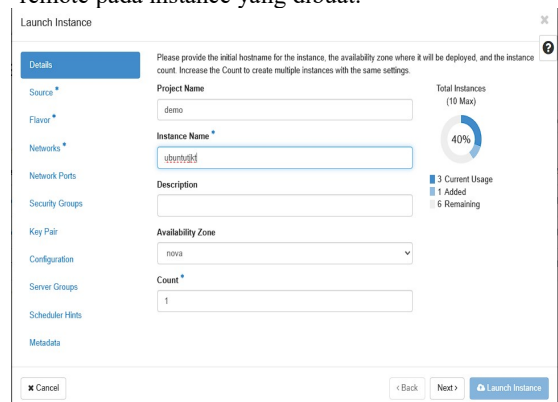 remote pada instance yang dibuat.
Launch Instance
Details
Source *
Flavor *
Networks *
Network Ports
Security Groups
Key Pair
Configuration
Server Groups
Scheduler Hints
Metadata
Please provide the initial hostname for the instance, the availability zone where it will be deployed, and the instance
count. Increase the Count to create multiple instances with the same settings.
Project Name
demo
Instance Name *
ubuntutjkt
Description
Availability Zone
nova
Count *
1
Total Instances
(10 Max)
40%
3 Current Usage
1 Added
6 Remaining
× Cancel
< Back
Next >
Launch Instance